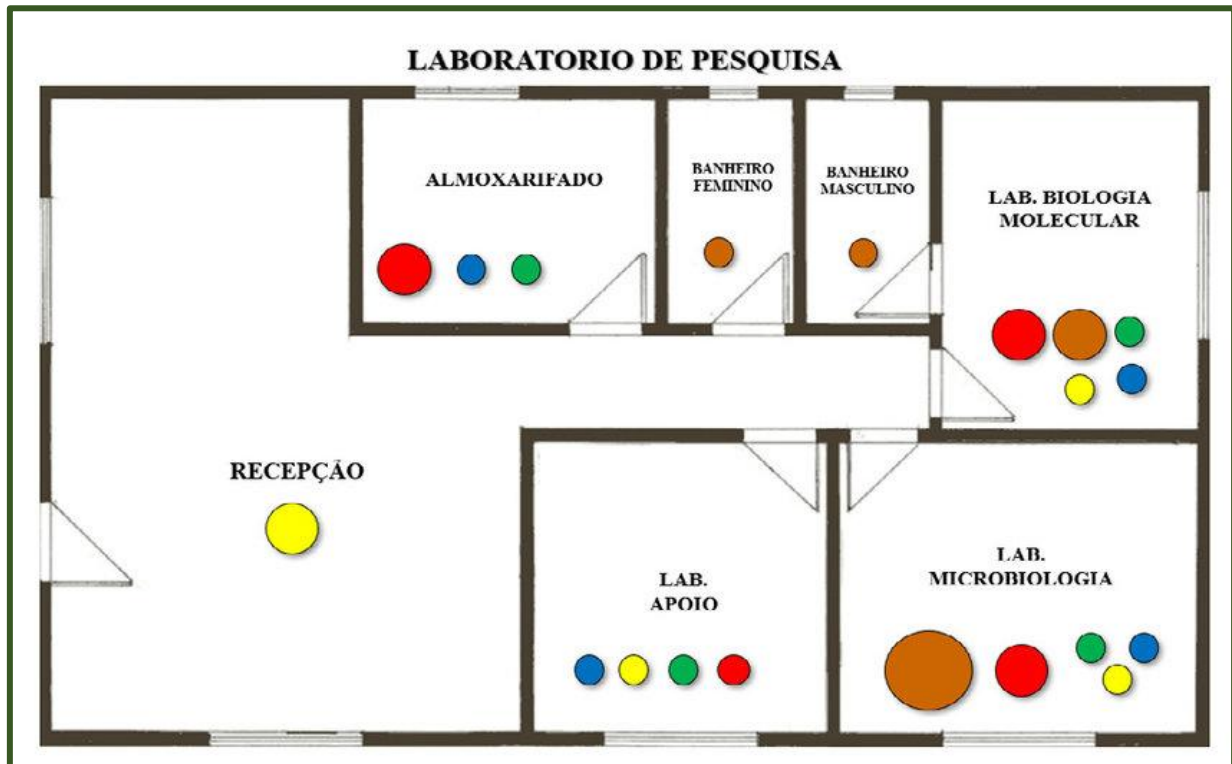 LABORATORIO DE PESQUISA
ALMOXARIFADO
BANHEIRO
FEMININO
BANHEIRO
MASCULINO
LAB. BIOLOGIA
MOLECULAR
RECEPÇÃO
LAB.
APOIO
LAB.
MICROBIOLOGIA